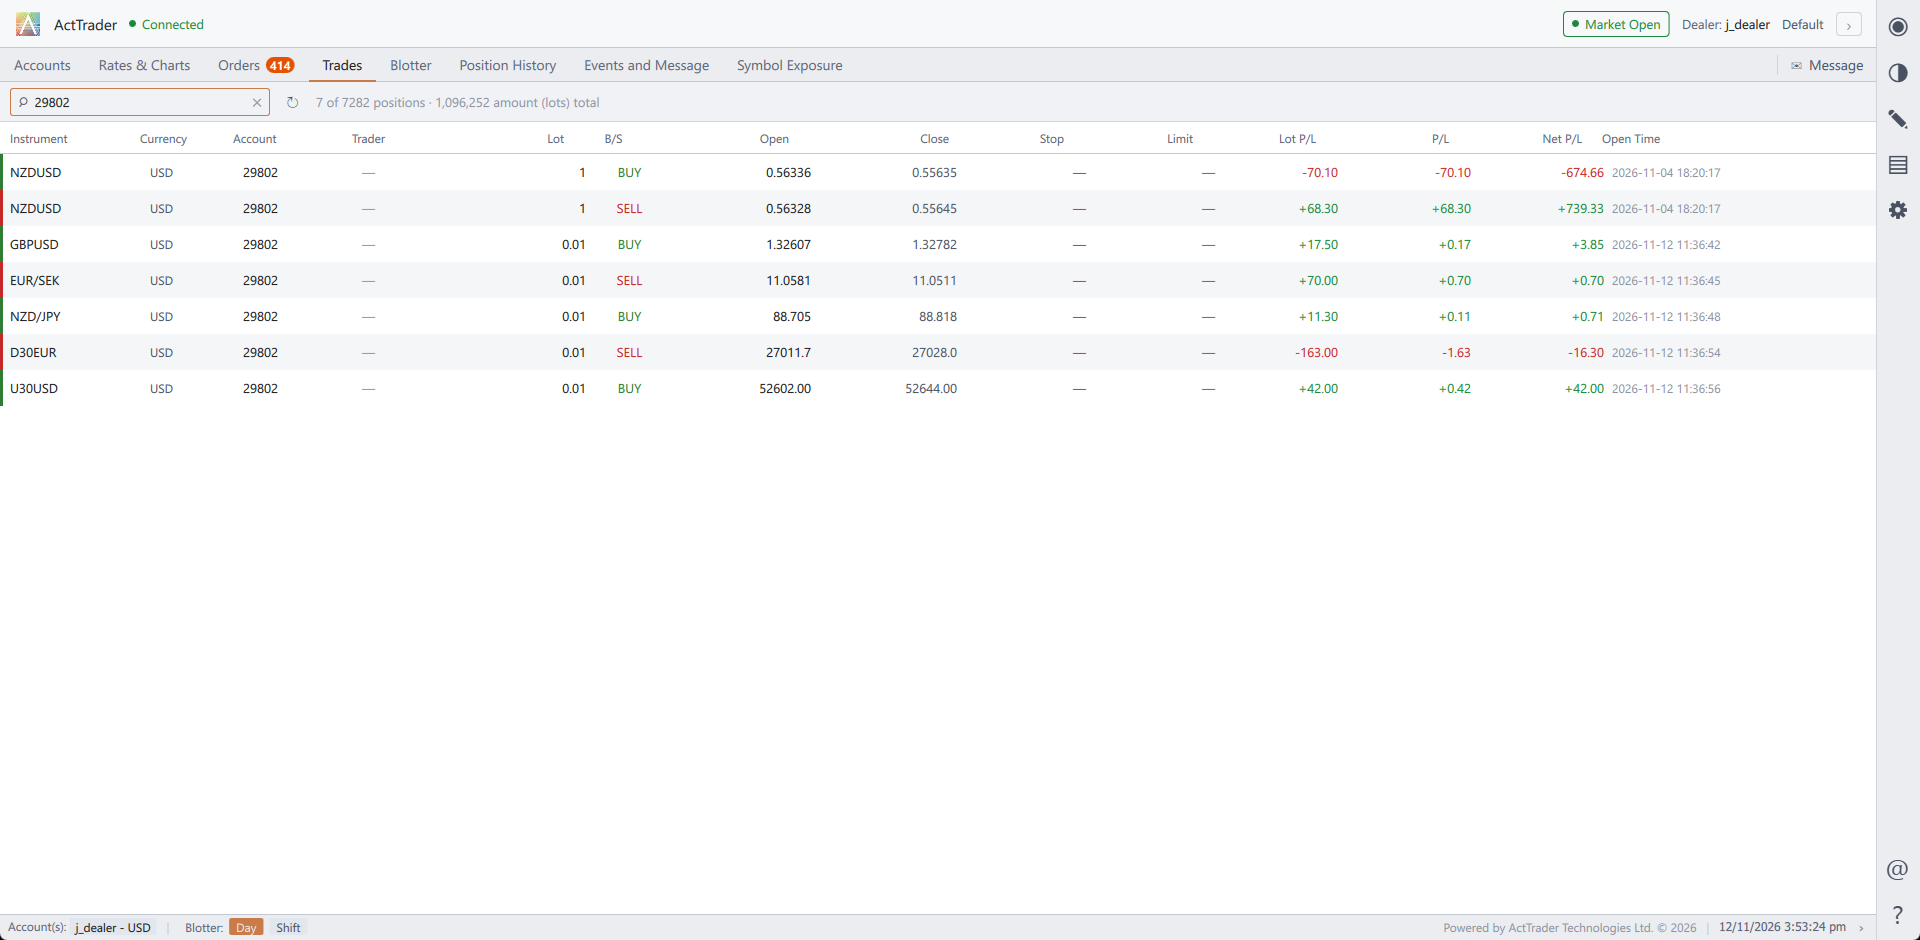 ActTrader Connected Market Open Dealer: j_dealer Default
Accounts Rates & Charts Orders 414 Trades Blotter Position History Events and Message Symbol Exposure Message
29802 7 of 7282 positions · 1,096,252 amount (lots) total
Instrument Currency Account Trader Lot B/S Open Close Stop Limit Lot P/L P/L Net P/L Open Time
NZDUSD USD 29802 — 1 BUY 0.56336 0.55635 — — -70.10 -70.10 -674.66 2026-11-04 18:20:17
NZDUSD USD 29802 — 1 SELL 0.56328 0.55645 — — +68.30 +68.30 +739.33 2026-11-04 18:20:17
GBPUSD USD 29802 — 0.01 BUY 1.32607 1.32782 — — +17.50 +0.17 +3.85 2026-11-12 11:36:42
EUR/SEK USD 29802 — 0.01 SELL 11.0581 11.0511 — — +70.00 +0.70 +0.70 2026-11-12 11:36:45
NZD/JPY USD 29802 — 0.01 BUY 88.705 88.818 — — +11.30 +0.11 +0.71 2026-11-12 11:36:48
D30EUR USD 29802 — 0.01 SELL 27011.7 27028.0 — — -163.00 -1.63 -16.30 2026-11-12 11:36:54
U30USD USD 29802 — 0.01 BUY 52602.00 52644.00 — — +42.00 +0.42 +42.00 2026-11-12 11:36:56
Account(s): j_dealer - USD Blotter: Day Shift Powered by ActTrader Technologies Ltd. © 2026 12/11/2026 3:53:24 pm